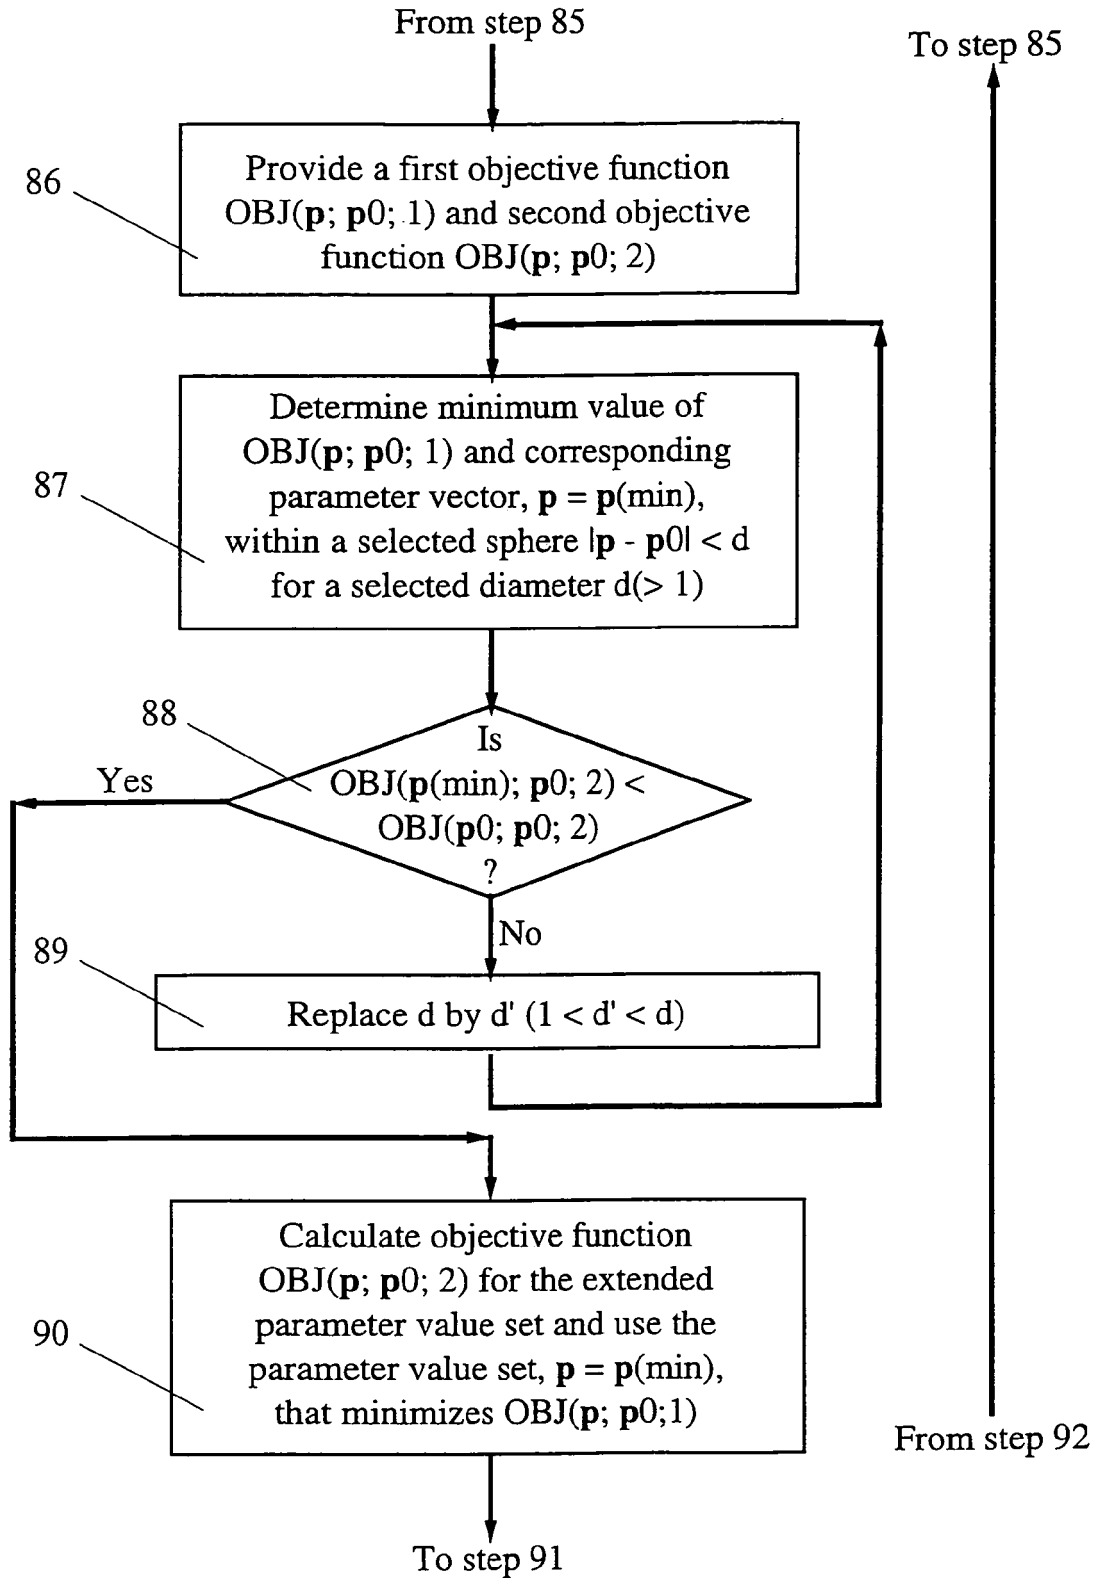 From step 85
To step 85
86
Provide a first objective function
OBJ(p; p0; 1) and second objective
function OBJ(p; p0; 2)
87
Determine minimum value of
OBJ(p; p0; 1) and corresponding
parameter vector, p = p(min),
within a selected sphere |p - p0| < d
for a selected diameter d(> 1)
88
Is
OBJ(p(min); p0; 2) <
OBJ(p0; p0; 2)
?
Yes
No
89
Replace d by d' (1 < d' < d)
90
Calculate objective function
OBJ(p; p0; 2) for the extended
parameter value set and use the
parameter value set, p = p(min),
that minimizes OBJ(p; p0;1)
From step 92
To step 91